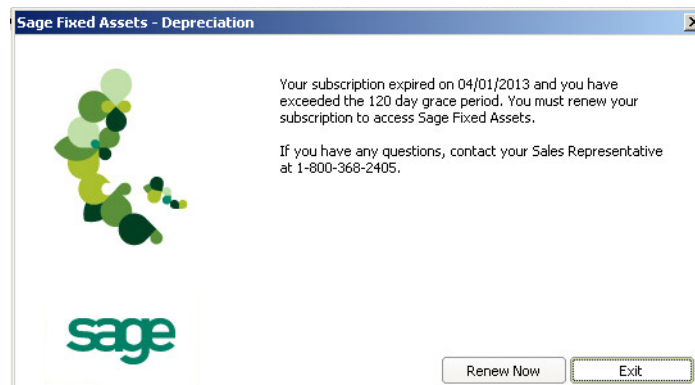 Sage Fixed Assets - Depreciation
Your subscription expired on 04/01/2013 and you have
exceeded the 120 day grace period. You must renew your
subscription to access Sage Fixed Assets.
If you have any questions, contact your Sales Representative
at 1-800-368-2405.
sage
Renew Now
Exit